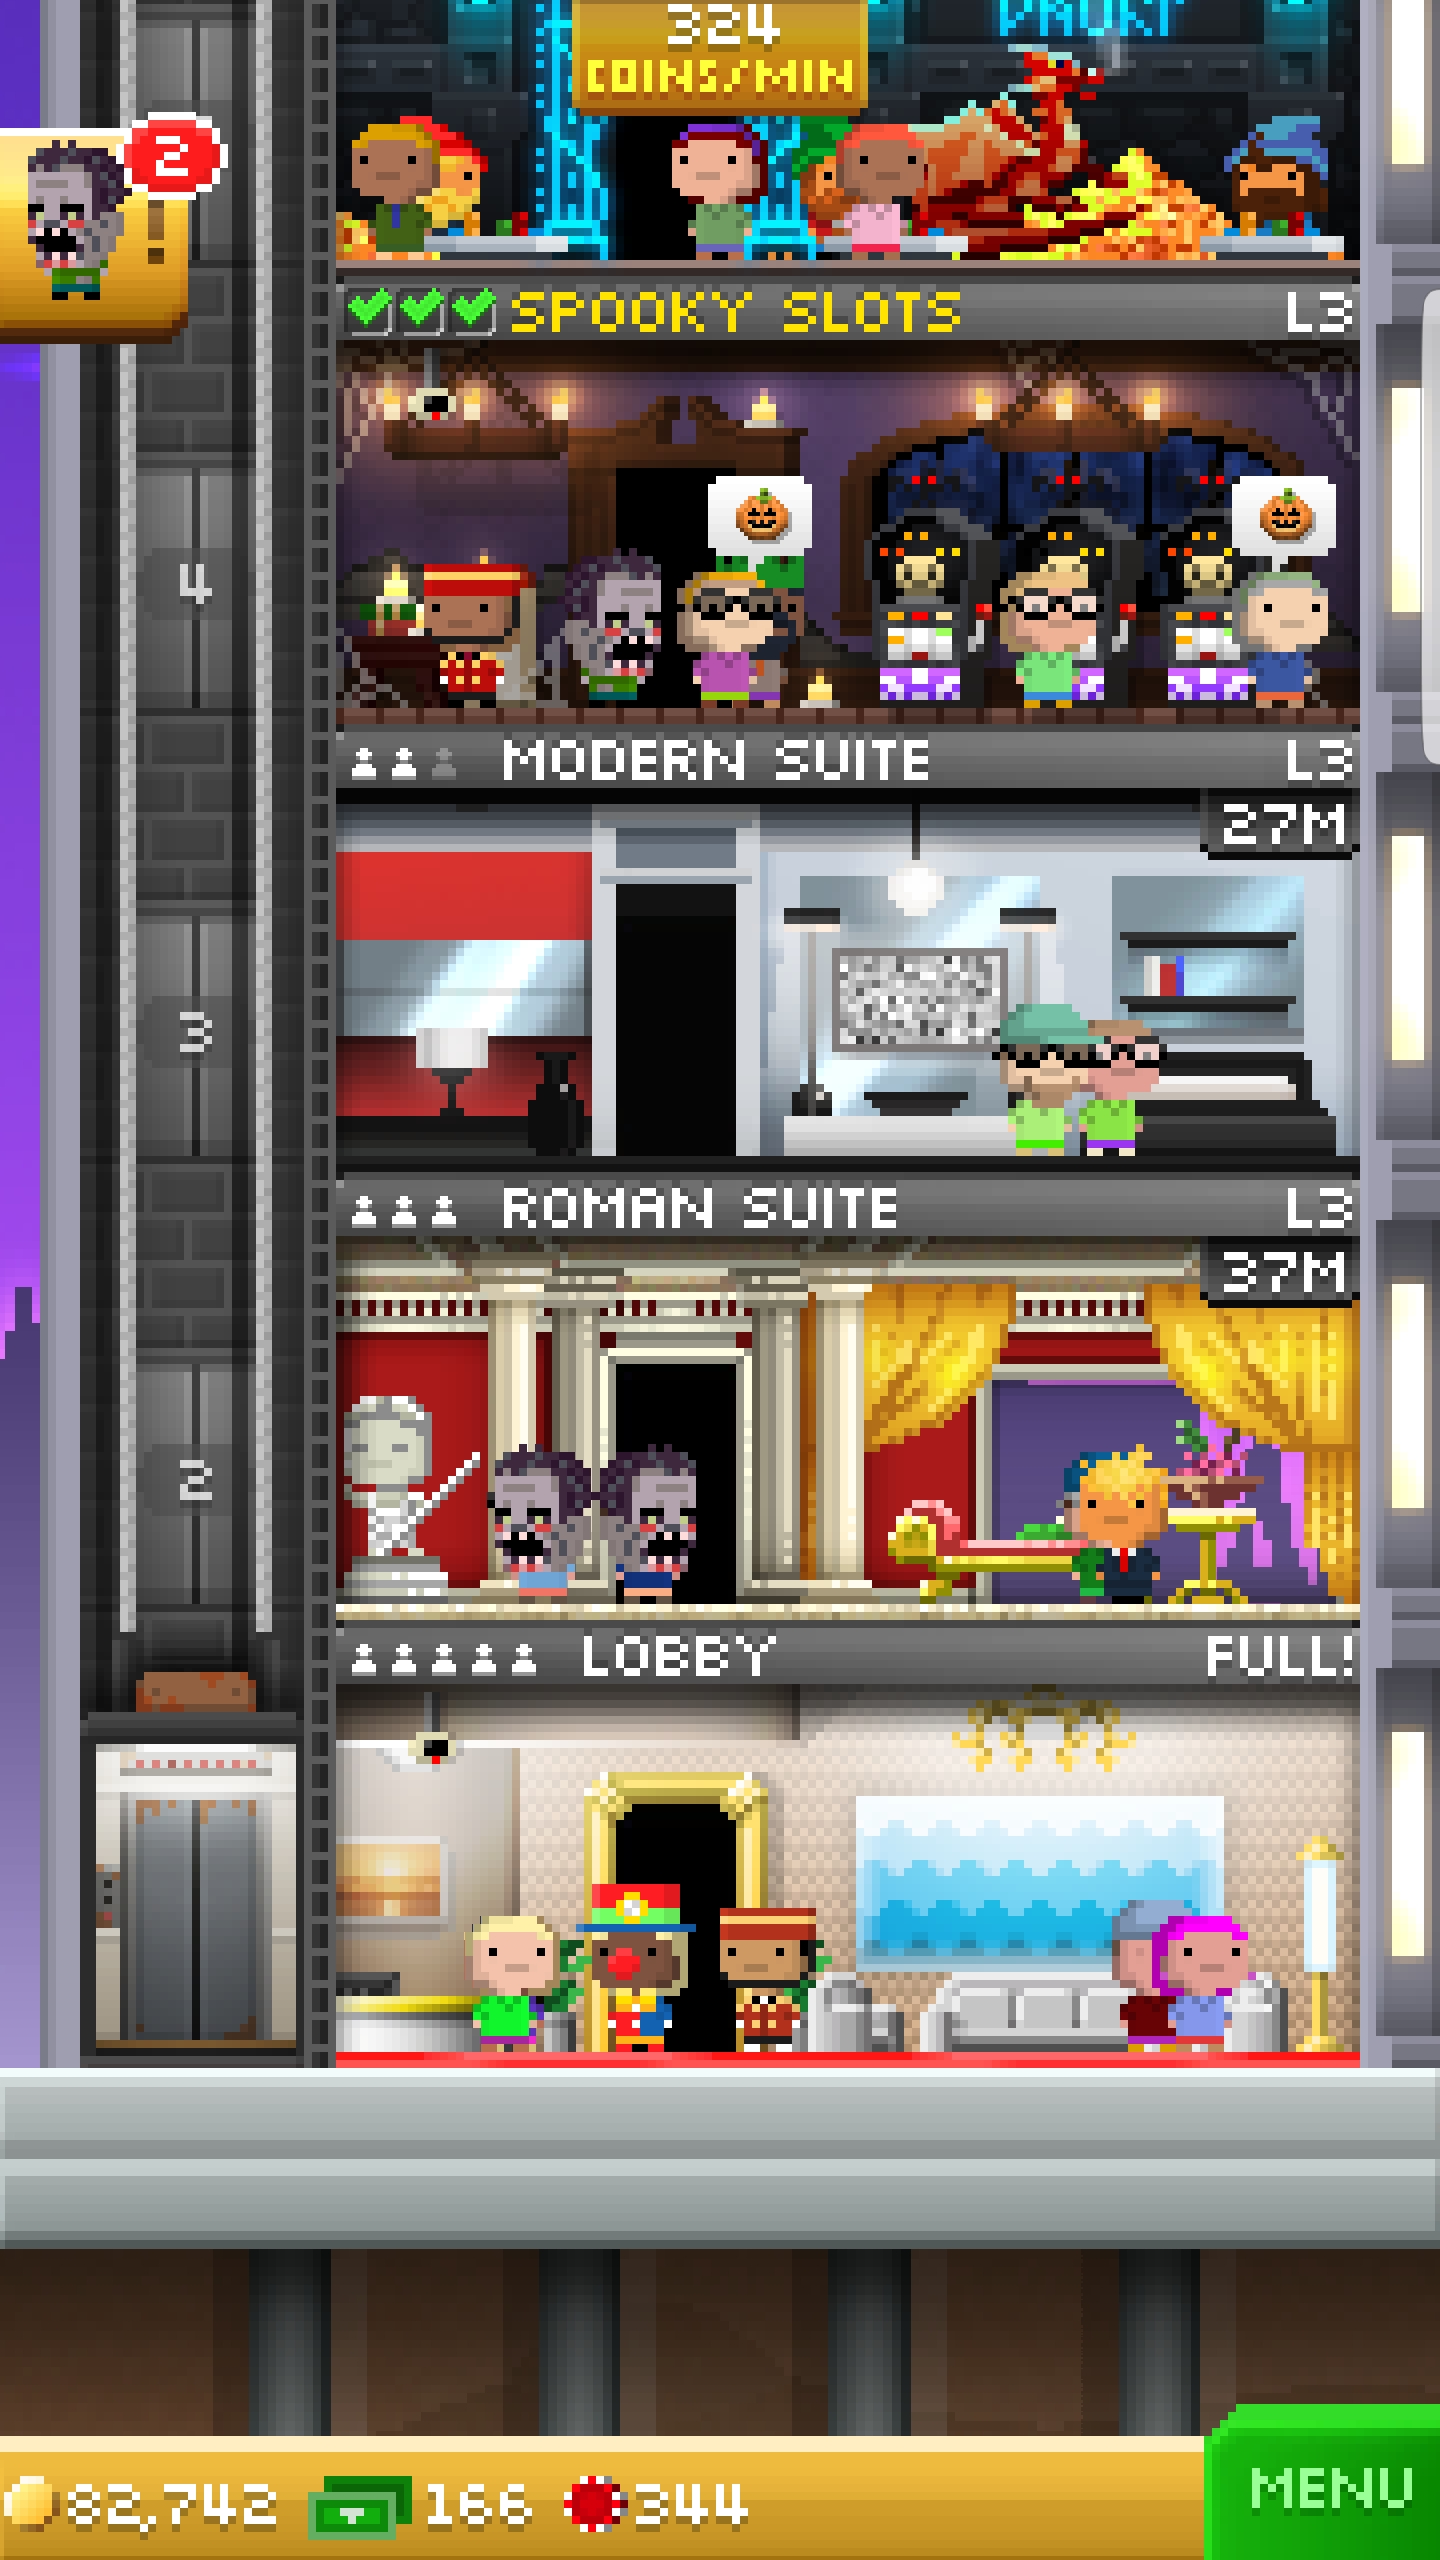 324
COINS/MIN
2
!
SPOOKY SLOTS L3
4
MODERN SUITE L3
27M
3
ROMAN SUITE L3
37M
2
LOBBY FULL!
82,742 166 344
MENU